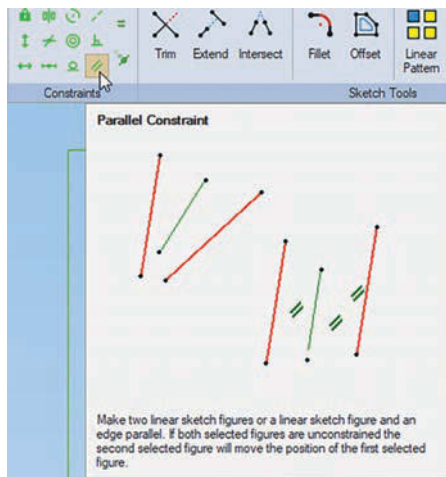 Trim Extend Intersect Fillet Offset Linear
Pattern
Constraints Sketch Tools
Parallel Constraint
Make two linear sketch figures or a linear sketch figure and an
edge parallel. If both selected figures are unconstrained the
second selected figure will move the position of the first selected
figure.